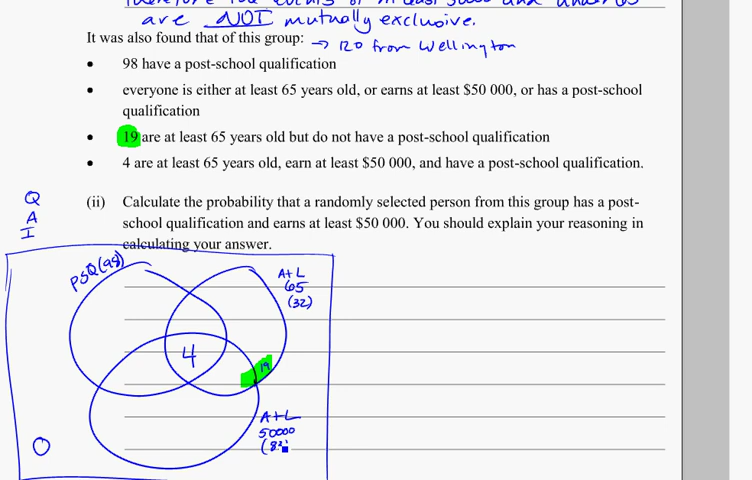 are NOT mutually exclusive.
It was also found that of this group: → 120 from Wellington
• 98 have a post-school qualification
• everyone is either at least 65 years old, or earns at least $50 000, or has a post-school
qualification
• 19 are at least 65 years old but do not have a post-school qualification
• 4 are at least 65 years old, earn at least $50 000, and have a post-school qualification.
Q
A
I
(ii) Calculate the probability that a randomly selected person from this group has a post-
school qualification and earns at least $50 000. You should explain your reasoning in
calculating your answer.
PSQ(98)
A+L
65
(32)
4
19
A+L
50000
O